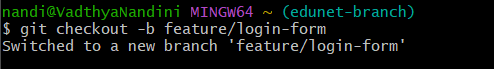 nandi@VadthyaNandini MINGW64 ~ (edunet-branch)
$ git checkout -b feature/login-form
Switched to a new branch 'feature/login-form'